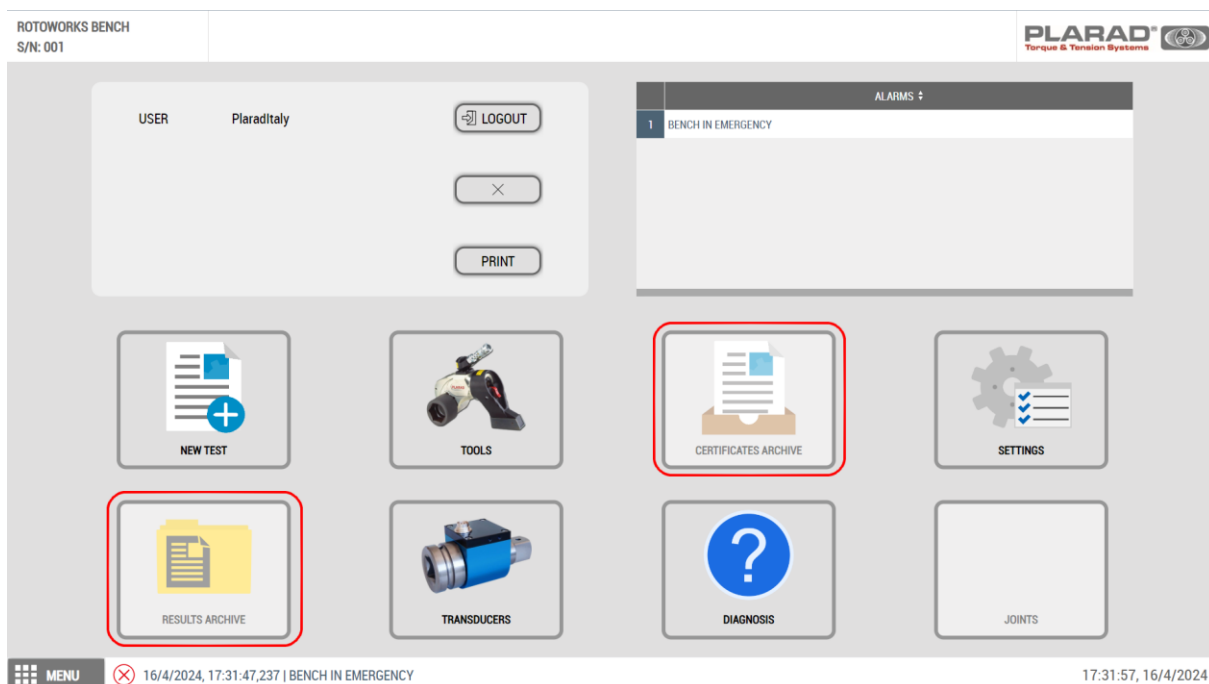 ROTOWORKS BENCH
S/N: 001
PLARAD®
Torque & Tension Systems
USER PlaradItaly
LOGOUT
PRINT
ALARMS
1 BENCH IN EMERGENCY
NEW TEST
TOOLS
CERTIFICATES ARCHIVE
SETTINGS
RESULTS ARCHIVE
TRANSDUCERS
?
DIAGNOSIS
JOINTS
MENU
16/4/2024, 17:31:47,237 | BENCH IN EMERGENCY
17:31:57, 16/4/2024